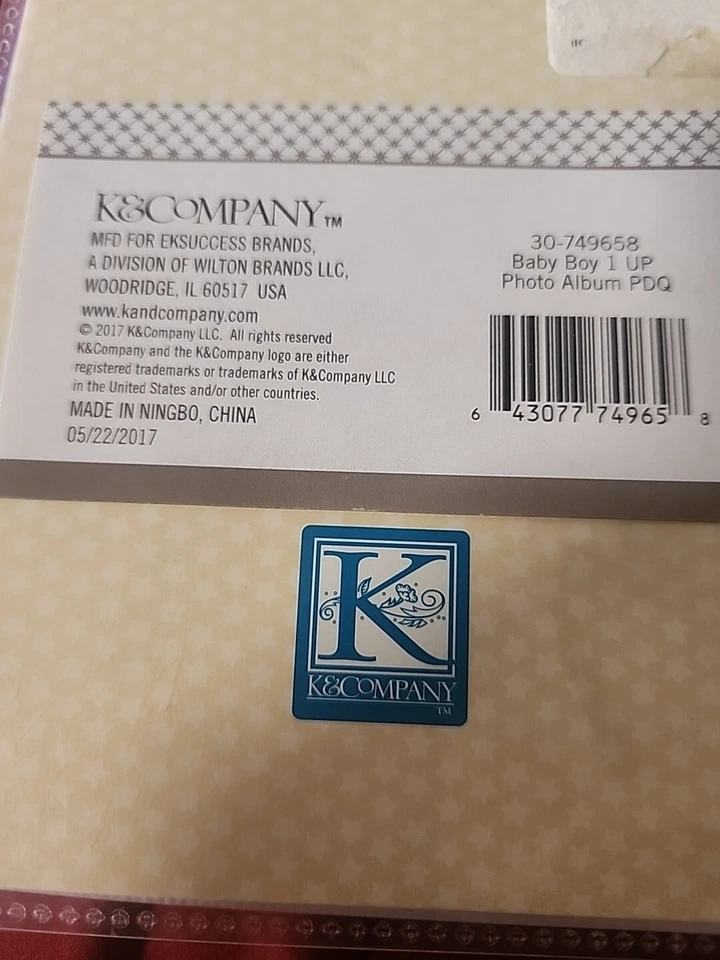 K&COMPANY™
MFD FOR EKSUCCESS BRANDS,
A DIVISION OF WILTON BRANDS LLC,
WOODRIDGE, IL 60517 USA
www.kandcompany.com
© 2017 K&Company LLC. All rights reserved
K&Company and the K&Company logo are either
registered trademarks or trademarks of K&Company LLC
in the United States and/or other countries.
MADE IN NINGBO, CHINA
05/22/2017
30-749658
Baby Boy 1 UP
Photo Album PDQ
6 43077 74965 8
K
K&COMPANY
TM